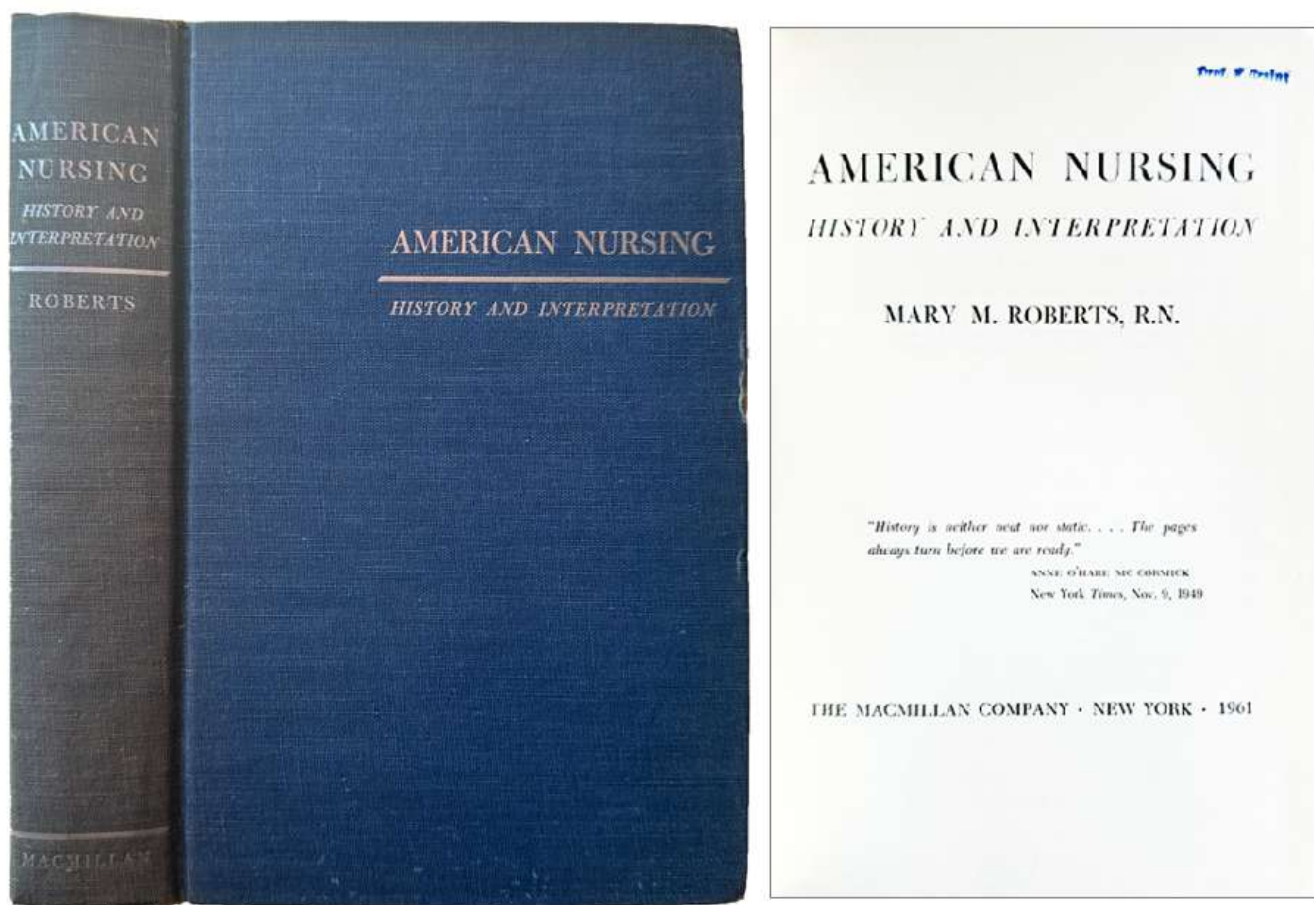 AMERICAN
NURSING
HISTORY AND
INTERPRETATION
ROBERTS
MACMILLAN
AMERICAN NURSING
HISTORY AND INTERPRETATION
AMERICAN NURSING
HISTORY AND INTERPRETATION
MARY M. ROBERTS, R.N.
"History is neither neat nor static. . . . The pages
always turn before we are ready."
ANNE O'HARE MC CORMICK
New York Times, Nov. 9, 1949
THE MACMILLAN COMPANY · NEW YORK · 1961